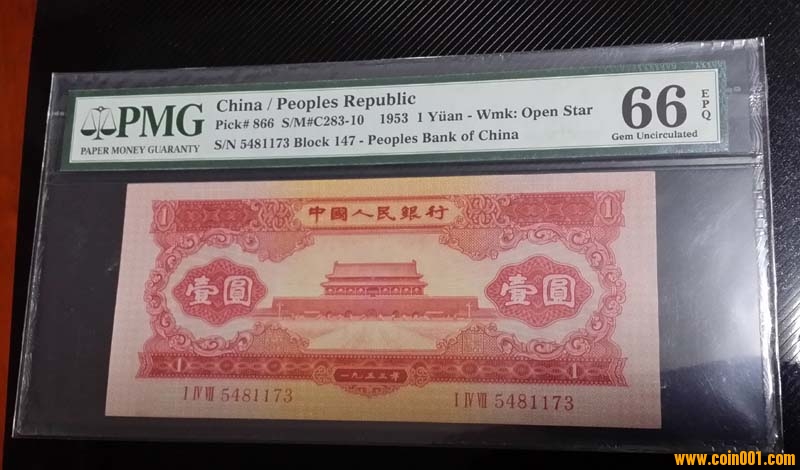 PMG
PAPER MONEY GUARANTY
China / Peoples Republic
Pick# 866 S/M#C283-10 1953 1 Yüan - Wmk: Open Star
S/N 5481173 Block 147 - Peoples Bank of China
66 EPQ
Gem Uncirculated
1 中國人民銀行 1
壹圓 壹圓
1 一九五三年 1
I IV VII 5481173 I IV VII 5481173
www.coin001.com